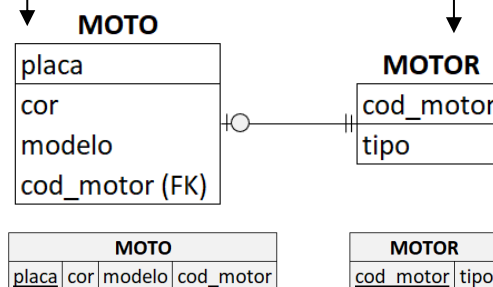 MOTO
placa
cor
modelo
cod_motor (FK)
MOTOR
cod_motor
tipo
MOTO
placa cor modelo cod_motor
MOTOR
cod_motor tipo